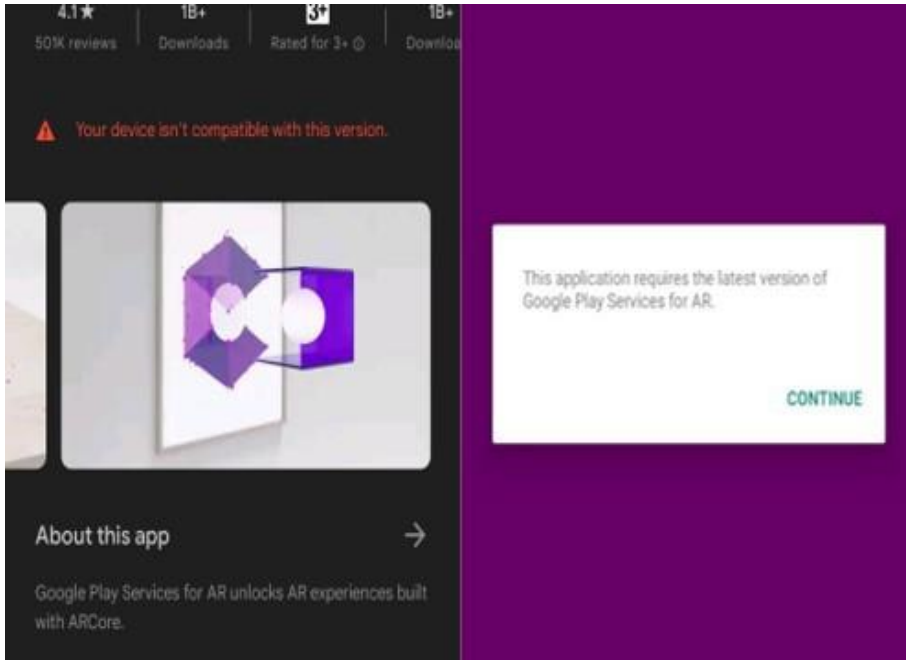 4.1★
1B+
3+
1B+
501K reviews
Downloads
Rated for 3+
Your device isn't compatible with this version.
About this app
Google Play Services for AR unlocks AR experiences built
with ARCore.
This application requires the latest version of
Google Play Services for AR.
CONTINUE